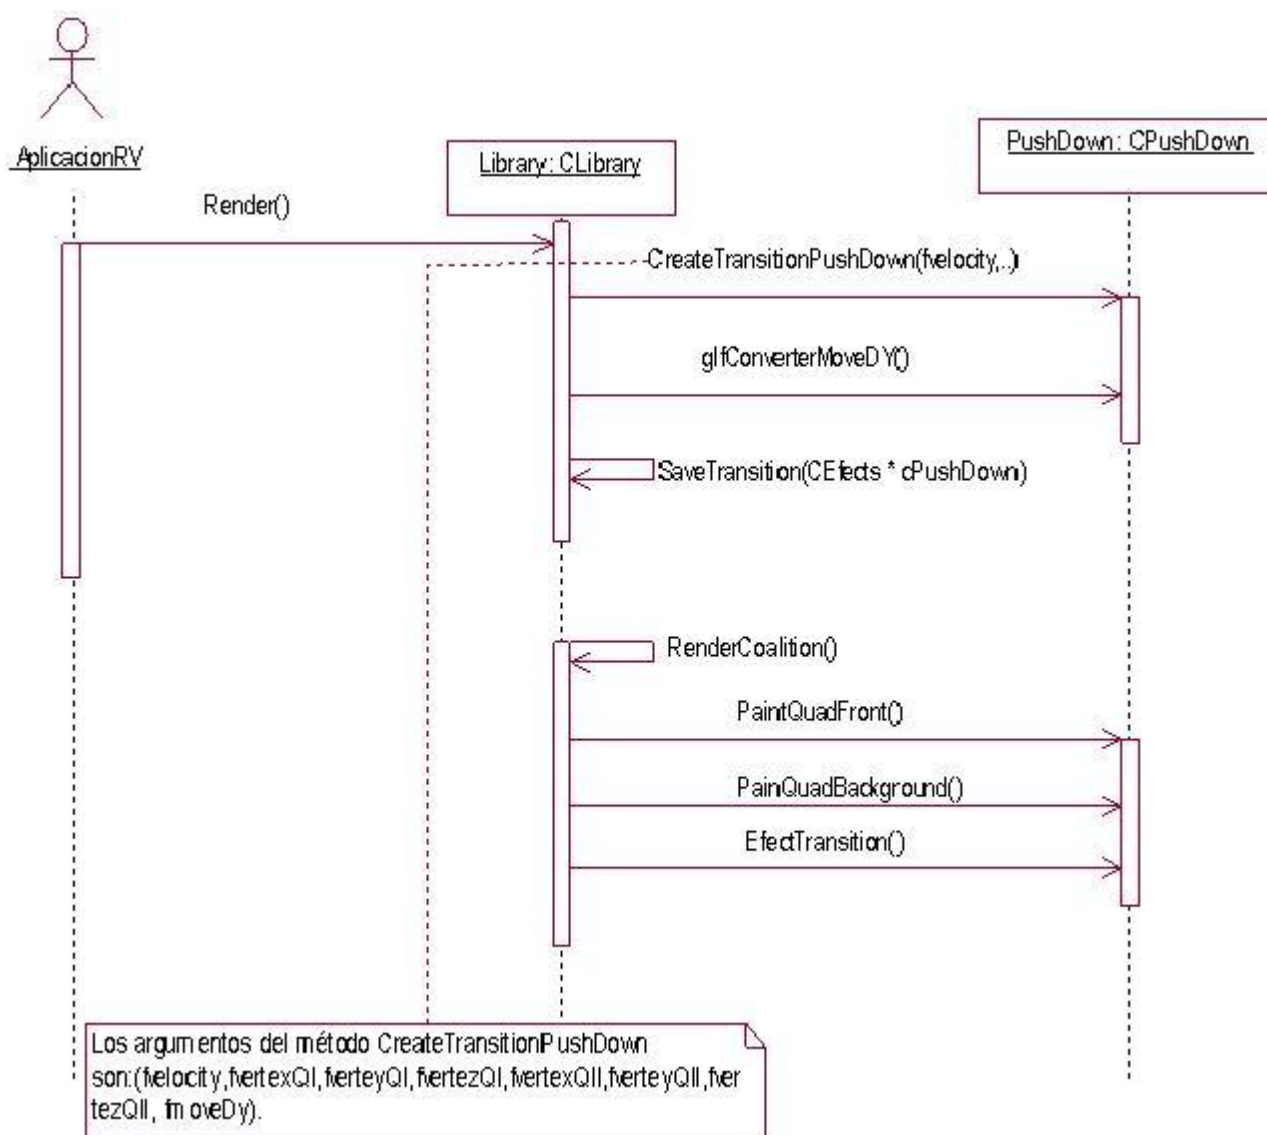 AplicacionRV
Library: CLibrary
PushDown: CPushDown
Render()
CreateTransitionPushDown(fvelocity,..)
glfConverterMoveDY()
SaveTransition(CEfects * cPushDown)
RenderCoalition()
PaintQuadFront()
PainQuadBackground()
EfectTransition()
Los argumentos del método CreateTransitionPushDown
son:(fvelocity,fvertexQI,fverteyQI,fvertezQI,fvertexQII,fverteyQII,fver
tezQII, fmoveDy).